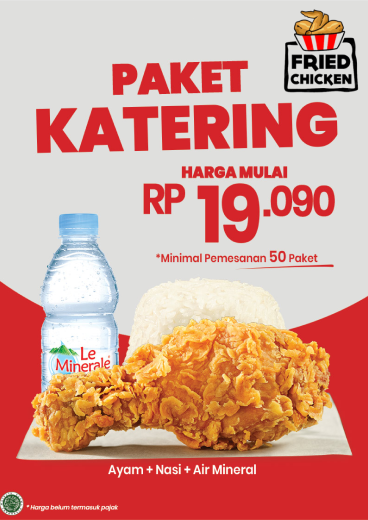 FRIED
CHICKEN
PAKET
KATERING
HARGA MULAI
RP 19.090
*Minimal Pemesanan 50 Paket
Le
Minerale
Ayam + Nasi + Air Mineral
* Harga belum termasuk pajak